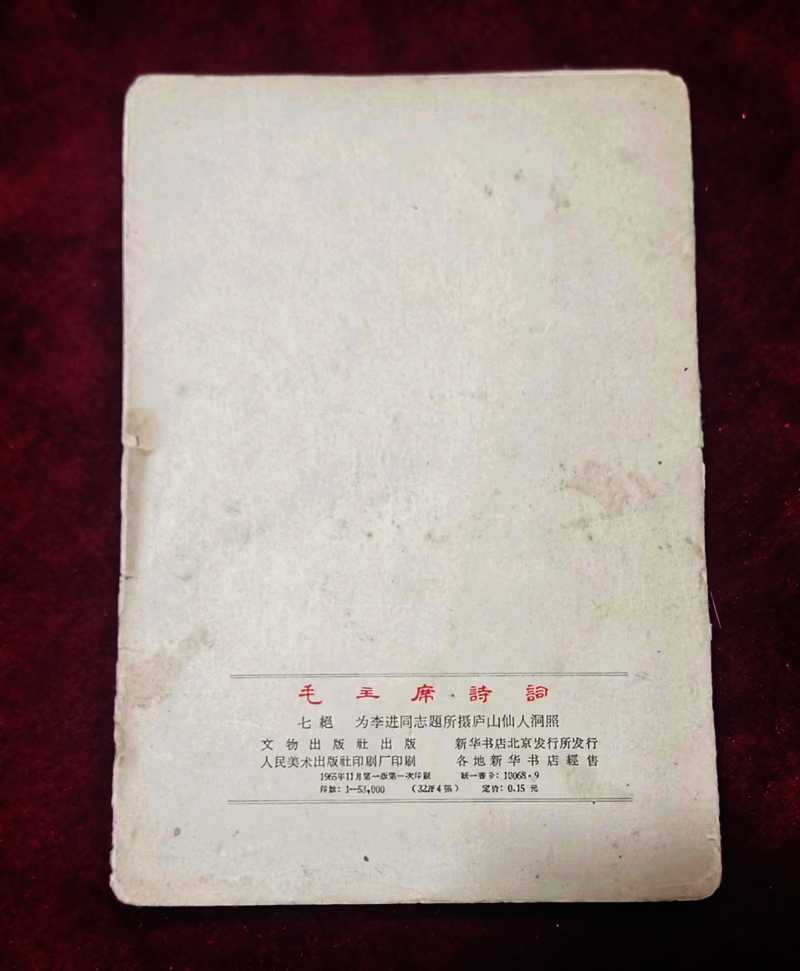 毛主席詩詞
七絕 为李进同志題所摄庐山仙人洞照
文物出版社出版 新华书店北京发行所发行
人民美术出版社印刷厂印刷 各地新华书店經售
1965年11月第一版第一次印刷 統一書号:10068·9
印数:1—53,000 (32开4張) 定价:0.15元